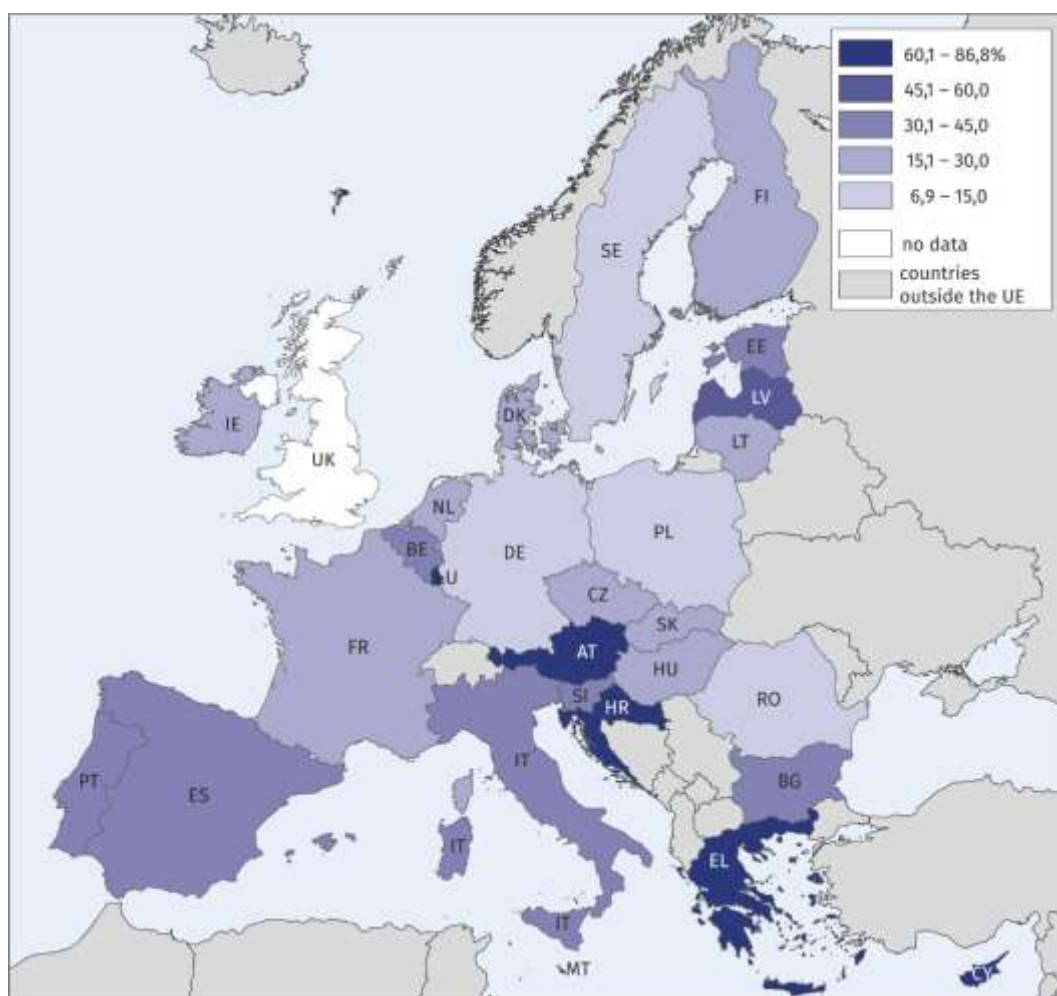 60,1 – 86,8%
45,1 – 60,0
30,1 – 45,0
15,1 – 30,0
6,9 – 15,0
no data
countries
outside the UE
FI
SE
EE
LV
LT
DK
IE
UK
NL
BE
U
DE
PL
CZ
SK
AT
HU
FR
SI
HR
RO
IT
BG
PT
ES
IT
EL
IT
MT
CY